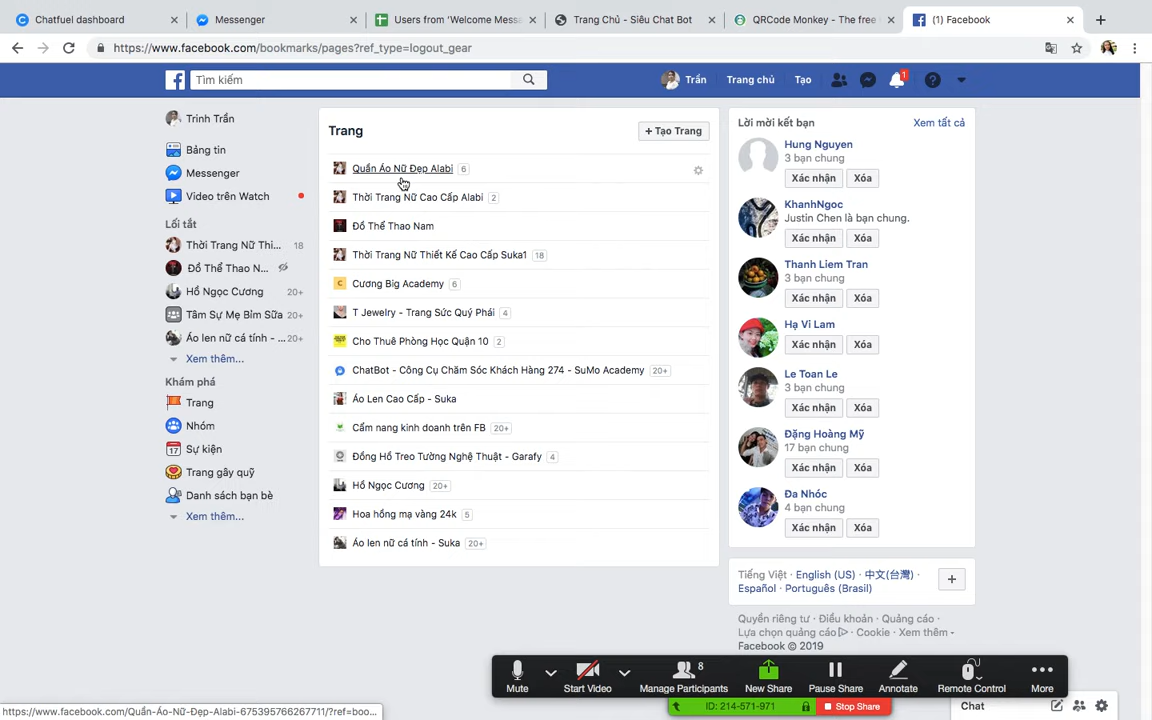 Chatfuel dashboard
Messenger
Users from 'Welcome Messa
Trang Chủ - Siêu Chat Bot
QRCode Monkey - The free
(1) Facebook
https://www.facebook.com/bookmarks/pages?ref_type=logout_gear
Tìm kiếm
Trần
Trang chủ
Tạo
1
Trinh Trần
Bảng tin
Messenger
Video trên Watch
Lối tắt
Thời Trang Nữ Thi... 18
Đồ Thể Thao N...
Hồ Ngọc Cương 20+
Tâm Sự Mẹ Bỉm Sữa 20+
Áo len nữ cá tính - ... 20+
Xem thêm...
Khám phá
Trang
Nhóm
17 Sự kiện
Trang gây quỹ
Danh sách bạn bè
Xem thêm...
Trang
+ Tạo Trang
Quần Áo Nữ Đẹp Alabi 6
Thời Trang Nữ Cao Cấp Alabi 2
Đồ Thể Thao Nam
Thời Trang Nữ Thiết Kế Cao Cấp Suka1 18
C Cương Big Academy 6
T Jewelry - Trang Sức Quý Phái 4
Cho Thuê Phòng Học Quận 10 2
ChatBot - Công Cụ Chăm Sóc Khách Hàng 274 - SuMo Academy 20+
Áo Len Cao Cấp - Suka
Cẩm nang kinh doanh trên FB 20+
Đồng Hồ Treo Tường Nghệ Thuật - Garafy 4
Hồ Ngọc Cương 20+
Hoa hồng mạ vàng 24k 5
Áo len nữ cá tính - Suka 20+
Lời mời kết bạn
Xem tất cả
Hung Nguyen
3 bạn chung
Xác nhận Xóa
KhanhNgoc
Justin Chen là bạn chung.
Xác nhận Xóa
Thanh Liem Tran
3 bạn chung
Xác nhận Xóa
Hạ Vi Lam
Xác nhận Xóa
Le Toan Le
3 bạn chung
Xác nhận Xóa
Đặng Hoàng Mỹ
17 bạn chung
Xác nhận Xóa
Đa Nhóc
4 bạn chung
Xác nhận Xóa
Tiếng Việt · English (US) · 中文(台灣) ·
Español · Português (Brasil)
Quyền riêng tư · Điều khoản · Quảng cáo ·
Lựa chọn quảng cáo · Cookie · Xem thêm
Facebook © 2019
Mute
Start Video
8
Manage Participants
New Share
Pause Share
Annotate
Remote Control
More
ID: 214-571-971
Stop Share
Chat
https://www.facebook.com/Quần-Áo-Nữ-Đẹp-Alabi-675395766267711/?ref=boo...